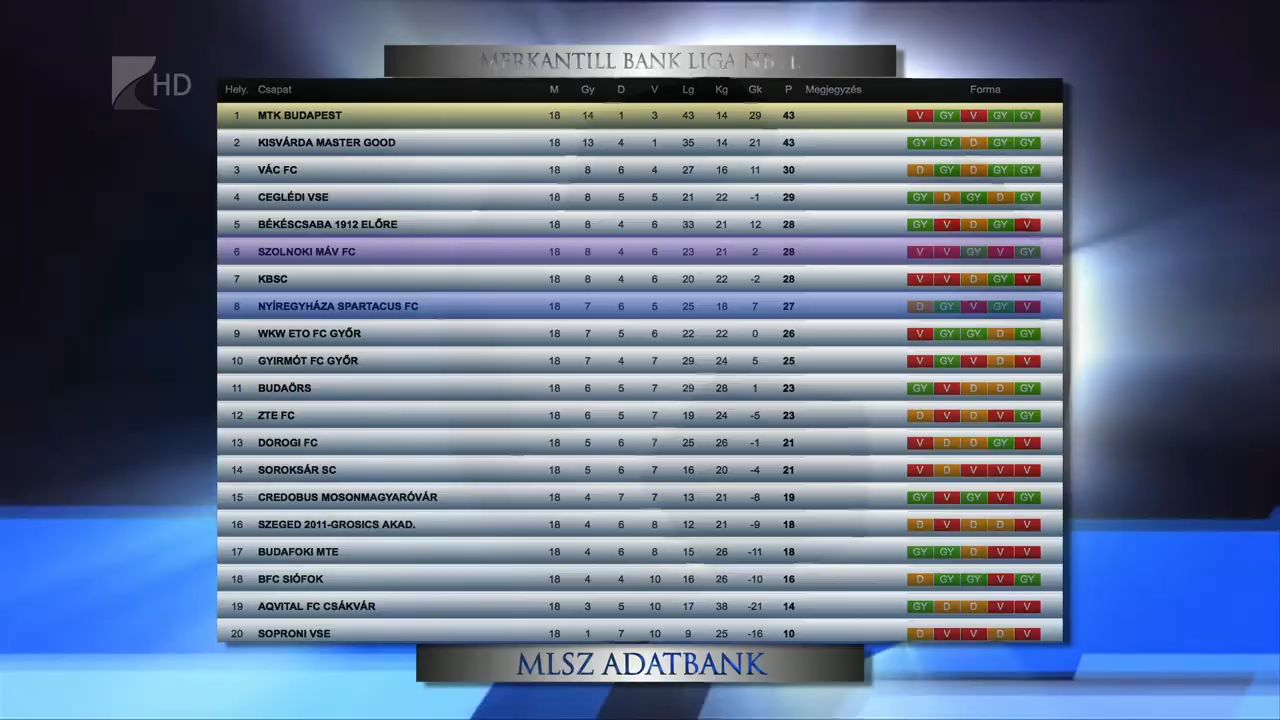 HD
MERKANTILL BANK LIGA NB I.
Hely. Csapat M Gy D V Lg Kg Gk P Megjegyzés Forma
1 MTK BUDAPEST 18 14 1 3 43 14 29 43 V GY V GY GY
2 KISVÁRDA MASTER GOOD 18 13 4 1 35 14 21 43 GY GY D GY GY
3 VÁC FC 18 8 6 4 27 16 11 30 D GY D GY GY
4 CEGLÉDI VSE 18 8 5 5 21 22 -1 29 GY D GY D GY
5 BÉKÉSCSABA 1912 ELŐRE 18 8 4 6 33 21 12 28 GY V D GY V
6 SZOLNOKI MÁV FC 18 8 4 6 23 21 2 28 V V GY V GY
7 KBSC 18 8 4 6 20 22 -2 28 V V D GY V
8 NYÍREGYHÁZA SPARTACUS FC 18 7 6 5 25 18 7 27 D GY V GY V
9 WKW ETO FC GYŐR 18 7 5 6 22 22 0 26 V GY GY D GY
10 GYIRMÓT FC GYŐR 18 7 4 7 29 24 5 25 V GY V D V
11 BUDAÖRS 18 6 5 7 29 28 1 23 GY V D D GY
12 ZTE FC 18 6 5 7 19 24 -5 23 D V D V GY
13 DOROGI FC 18 5 6 7 25 26 -1 21 V D D GY V
14 SOROKSÁR SC 18 5 6 7 16 20 -4 21 V D V V V
15 CREDOBUS MOSONMAGYARÓVÁR 18 4 7 7 13 21 -8 19 GY V GY V GY
16 SZEGED 2011-GROSICS AKAD. 18 4 6 8 12 21 -9 18 D V D D V
17 BUDAFOKI MTE 18 4 6 8 15 26 -11 18 GY GY D V V
18 BFC SIÓFOK 18 4 4 10 16 26 -10 16 D GY GY V GY
19 AQVITAL FC CSÁKVÁR 18 3 5 10 17 38 -21 14 GY D D V V
20 SOPRONI VSE 18 1 7 10 9 25 -16 10 D V V D V
MLSZ ADATBANK